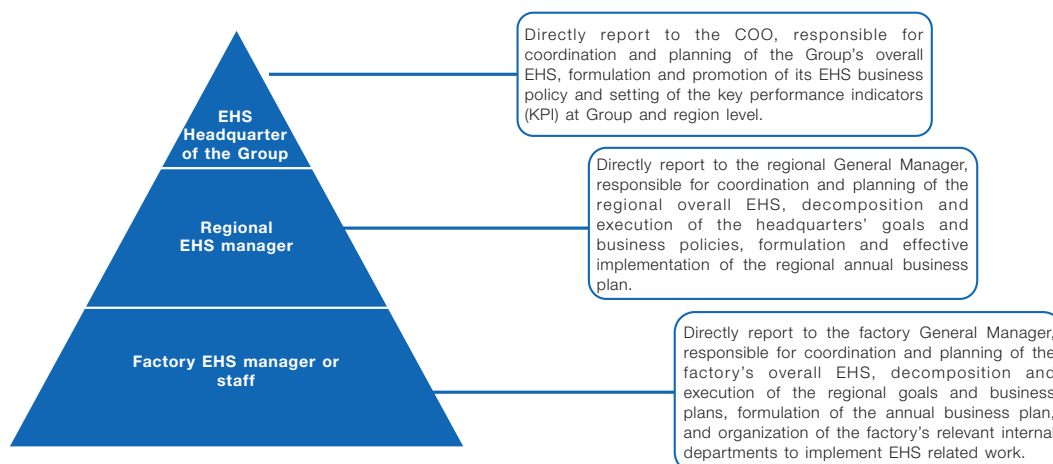 EHS
Headquarter
of the Group
Directly report to the COO, responsible for
coordination and planning of the Group's overall
EHS, formulation and promotion of its EHS business
policy and setting of the key performance indicators
(KPI) at Group and region level.
Regional
EHS manager
Directly report to the regional General Manager,
responsible for coordination and planning of the
regional overall EHS, decomposition and
execution of the headquarters' goals and
business policies, formulation and effective
implementation of the regional annual business
plan.
Factory EHS manager or
staff
Directly report to the factory General Manager,
responsible for coordination and planning of the
factory's overall EHS, decomposition and
execution of the regional goals and business
plans, formulation of the annual business plan,
and organization of the factory's relevant internal
departments to implement EHS related work.